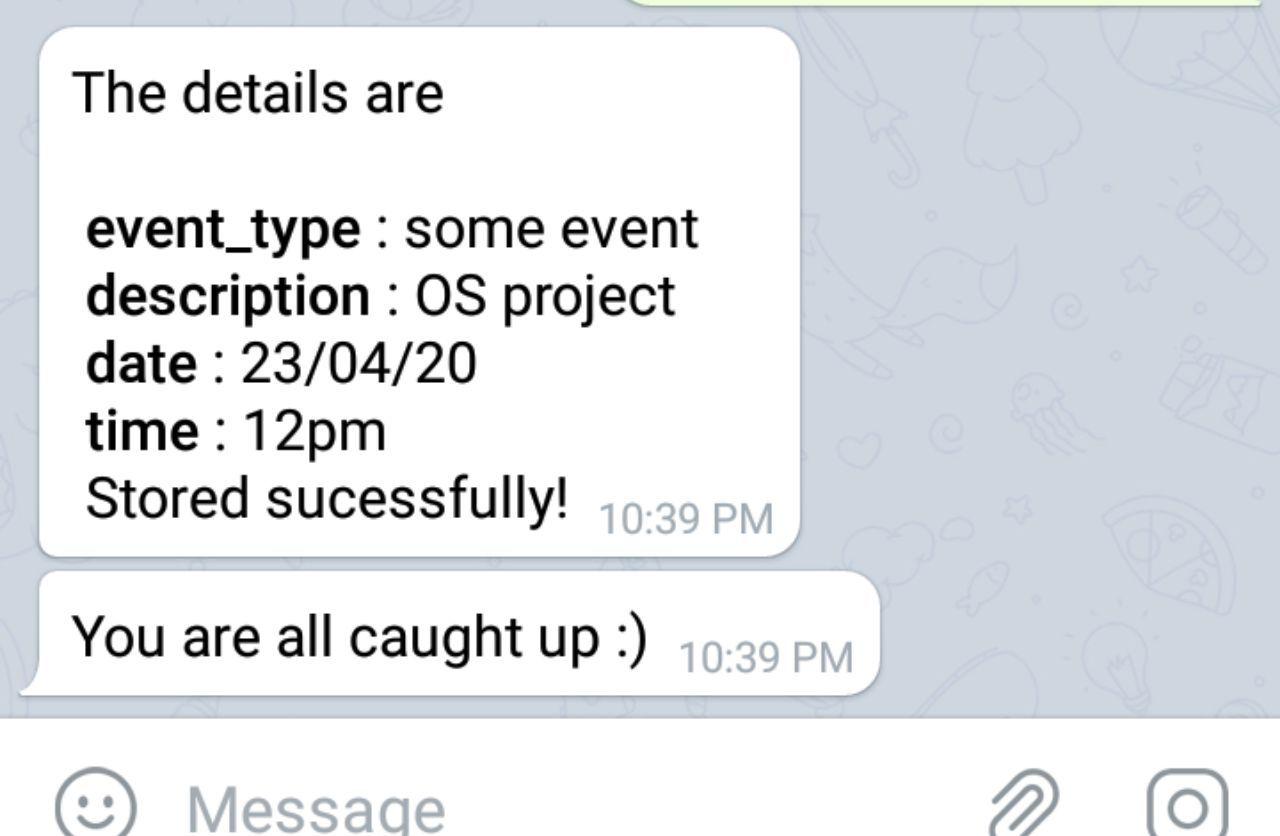 The details are
event_type : some event
description : OS project
date : 23/04/20
time : 12pm
Stored sucessfully! 10:39 PM
You are all caught up :) 10:39 PM
Message